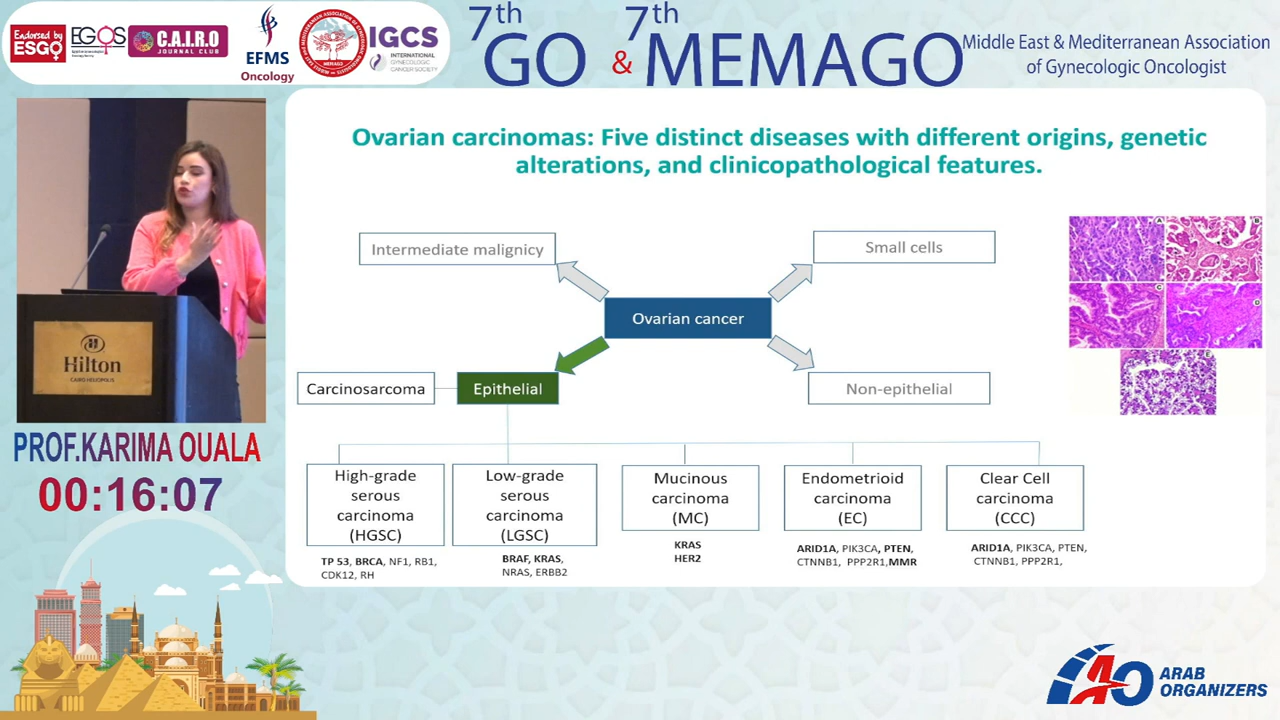 Endorsed by
ESGO
EGOS
C.A.I.R.O
JOURNAL CLUB
EFMS
Oncology
MEMAGO
IGCS
INTERNATIONAL
GYNECOLOGIC
CANCER SOCIETY
7th
GO
&
7th
MEMAGO
Middle East & Mediterranean Association
of Gynecologic Oncologist
Hilton
CAIRO HELIOPOLIS
PROF.KARIMA OUALA
00:16:07
Ovarian carcinomas: Five distinct diseases with different origins, genetic
alterations, and clinicopathological features.
Intermediate malignicy
Small cells
Ovarian cancer
Carcinosarcoma
Epithelial
Non-epithelial
High-grade
serous
carcinoma
(HGSC)
TP 53, BRCA, NF1, RB1,
CDK12, RH
Low-grade
serous
carcinoma
(LGSC)
BRAF, KRAS,
NRAS, ERBB2
Mucinous
carcinoma
(MC)
KRAS
HER2
Endometrioid
carcinoma
(EC)
ARID1A, PIK3CA, PTEN,
CTNNB1, PPP2R1,MMR
Clear Cell
carcinoma
(CCC)
ARID1A, PIK3CA, PTEN,
CTNNB1, PPP2R1,
A
B
C
D
E
AO
ARAB
ORGANIZERS